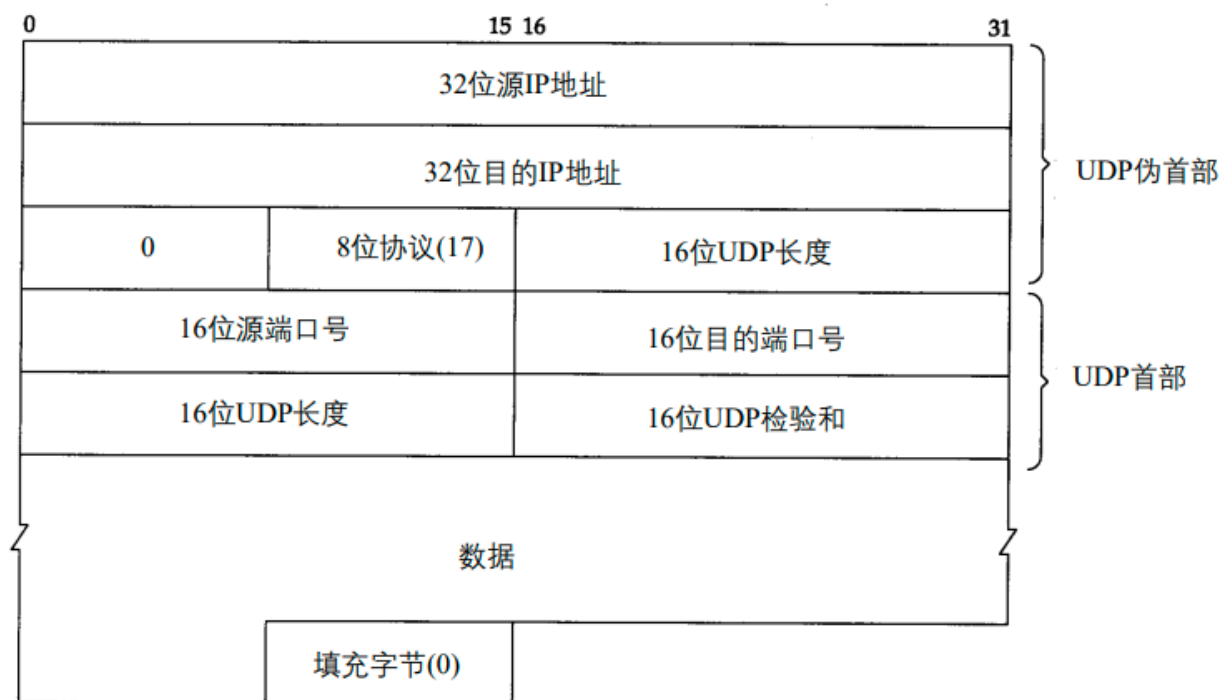 0 15 16 31
32位源IP地址
32位目的IP地址
UDP伪首部
0 8位协议(17) 16位UDP长度
16位源端口号 16位目的端口号
UDP首部
16位UDP长度 16位UDP检验和
数据
填充字节(0)